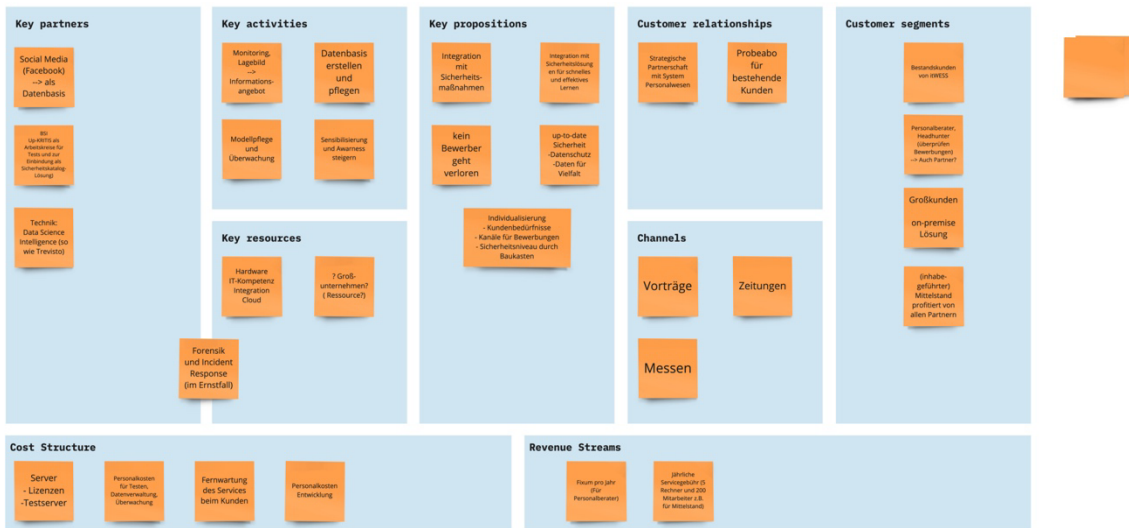 Key partners
Social Media
(Facebook)
--> als
Datenbasis
BSI
Up-KRITIS als
Arbeitskreise für
Tests und zur
Einbindung als
Sicherheitskatalog-
Lösung)
Technik:
Data Science
Intelligence (so
wie Trevisto)
Forensik
und Incident
Response
(im Ernstfall)
Key activities
Monitoring,
Lagebild
-->
Informations-
angebot
Datenbasis
erstellen
und
pflegen
Modellpflege
und
Überwachung
Sensibilisierung
und Awarness
steigern
Key resources
Hardware
IT-Kompetenz
Integration
Cloud
? Groß-
unternehmen?
( Ressource?)
Key propositions
Integration
mit
Sicherheits-
maßnahmen
Integration mit
Sicherheitslösung
en für schnelles
und effektives
Lernen
kein
Bewerber
geht
verloren
up-to-date
Sicherheit
-Datenschutz
-Daten für
Vielfalt
Individualisierung
- Kundenbedürfnisse
- Kanäle für Bewerbungen
- Sicherheitsniveau durch
Baukasten
Customer relationships
Strategische
Partnerschaft
mit System
Personalwesen
Probeabo
für
bestehende
Kunden
Channels
Vorträge
Zeitungen
Messen
Customer segments
Bestandskunden
von itWESS
Personalberater,
Headhunter
(überprüfen
Bewerbungen)
--> Auch Partner?
Großkunden
on-premise
Lösung
(inhabe-
geführter)
Mittelstand
profitiert von
allen Partnern
Cost Structure
Server
- Lizenzen
-Testserver
Personalkosten
für Testen,
Datenverwaltung,
Überwachung
Fernwartung
des Services
beim Kunden
Personalkosten
Entwicklung
Revenue Streams
Fixum pro Jahr
(Für
Personalberater)
Jährliche
Servicegebühr (5
Rechner und 200
Mitarbeiter z.B.
für Mittelstand)